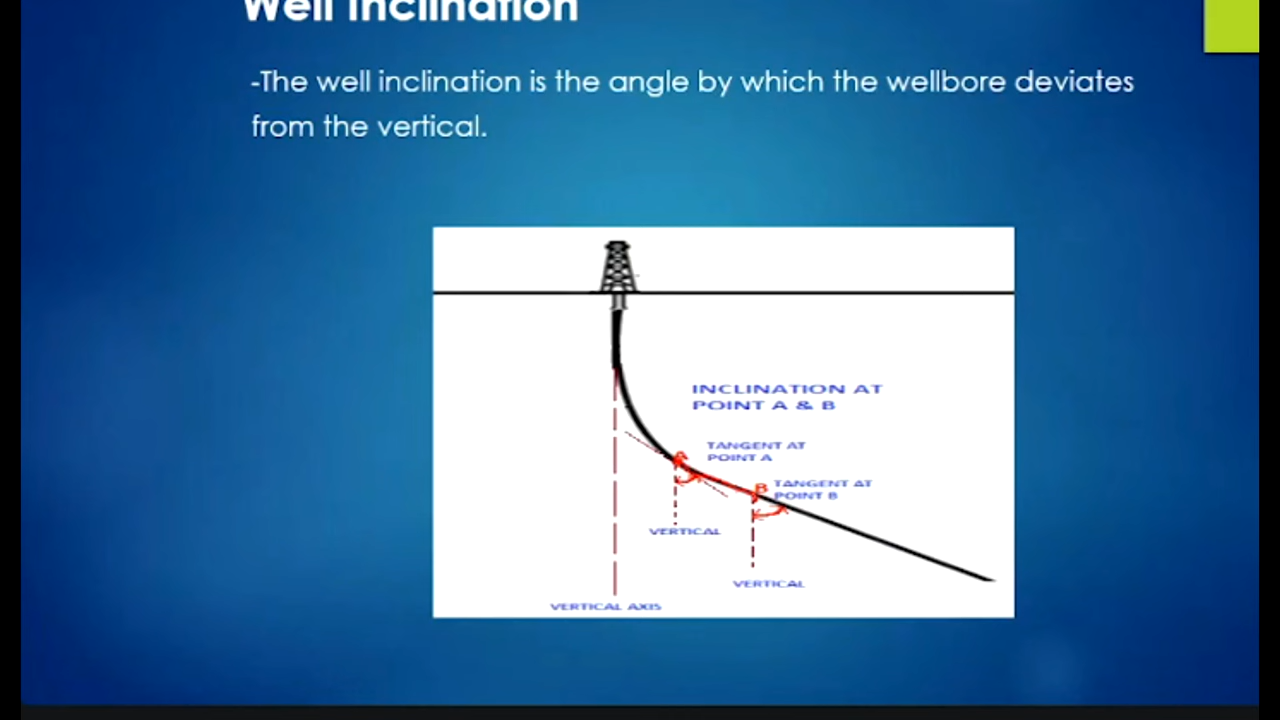 Well Inclination
-The well inclination is the angle by which the wellbore deviates
from the vertical.
INCLINATION AT
POINT A & B
TANGENT AT
POINT A
A
TANGENT AT
POINT B
B
VERTICAL
VERTICAL
VERTICAL AXIS